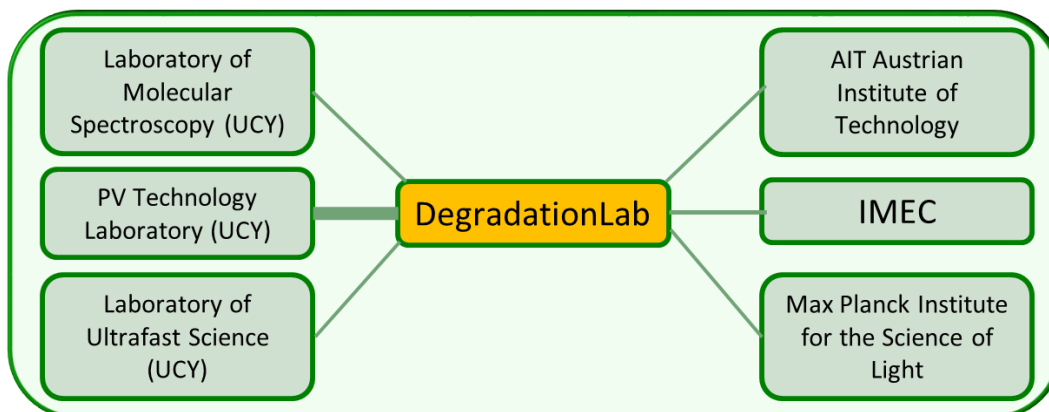 Laboratory of
Molecular
Spectroscopy (UCY)
PV Technology
Laboratory (UCY)
Laboratory of
Ultrafast Science
(UCY)
DegradationLab
AIT Austrian
Institute of
Technology
IMEC
Max Planck Institute
for the Science of
Light